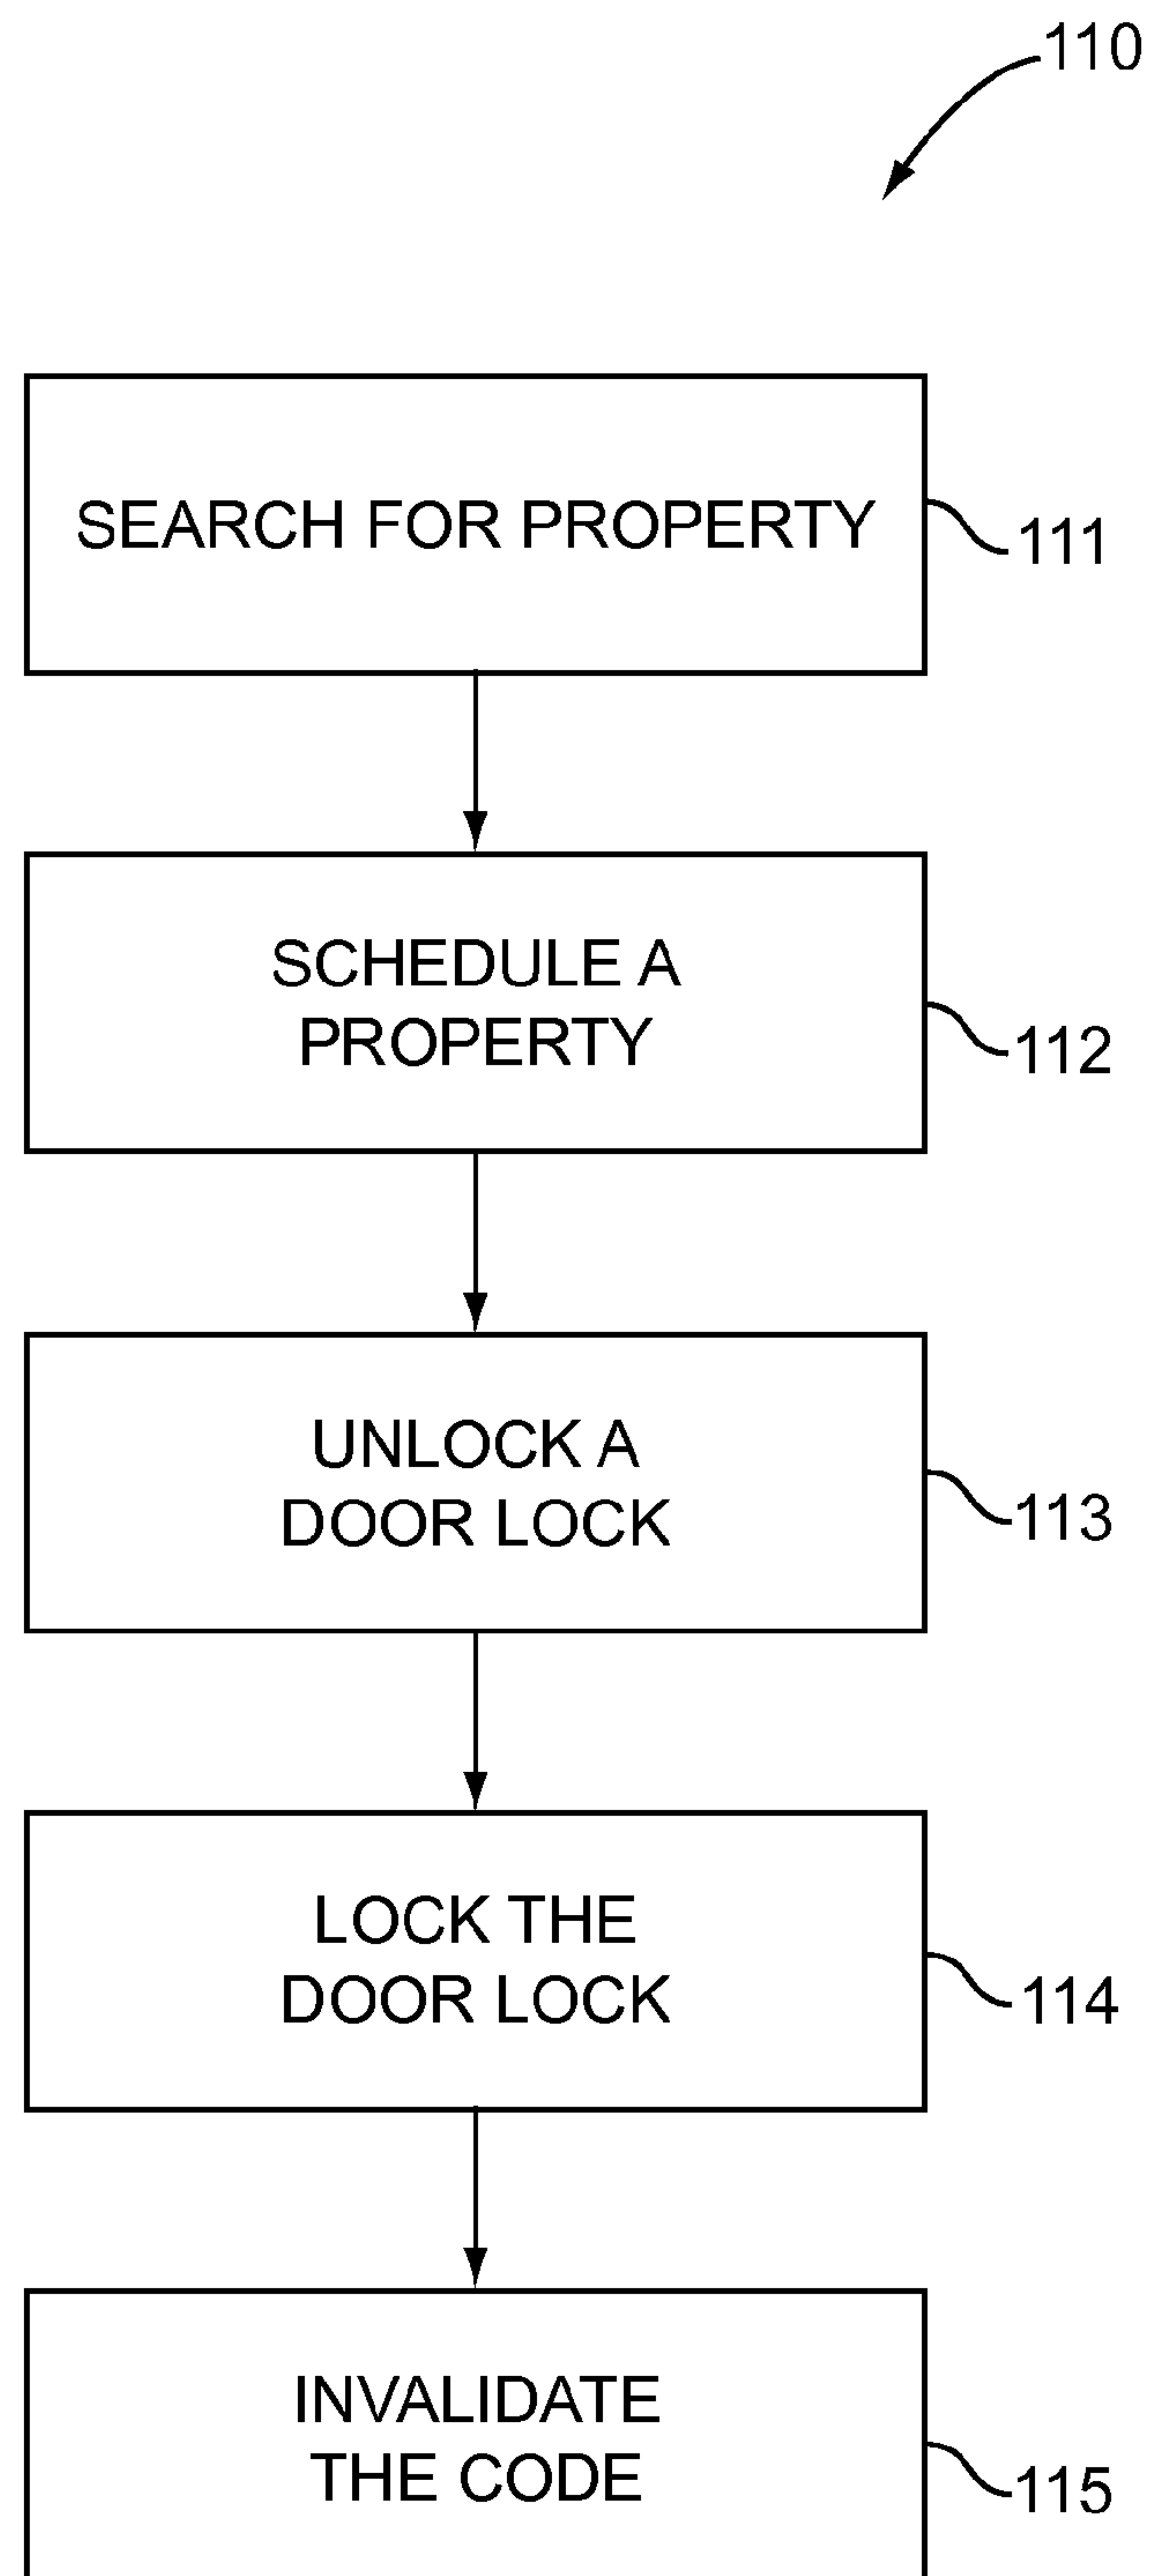 110
SEARCH FOR PROPERTY
111
SCHEDULE A
PROPERTY
112
UNLOCK A
DOOR LOCK
113
LOCK THE
DOOR LOCK
114
INVALIDATE
THE CODE
115